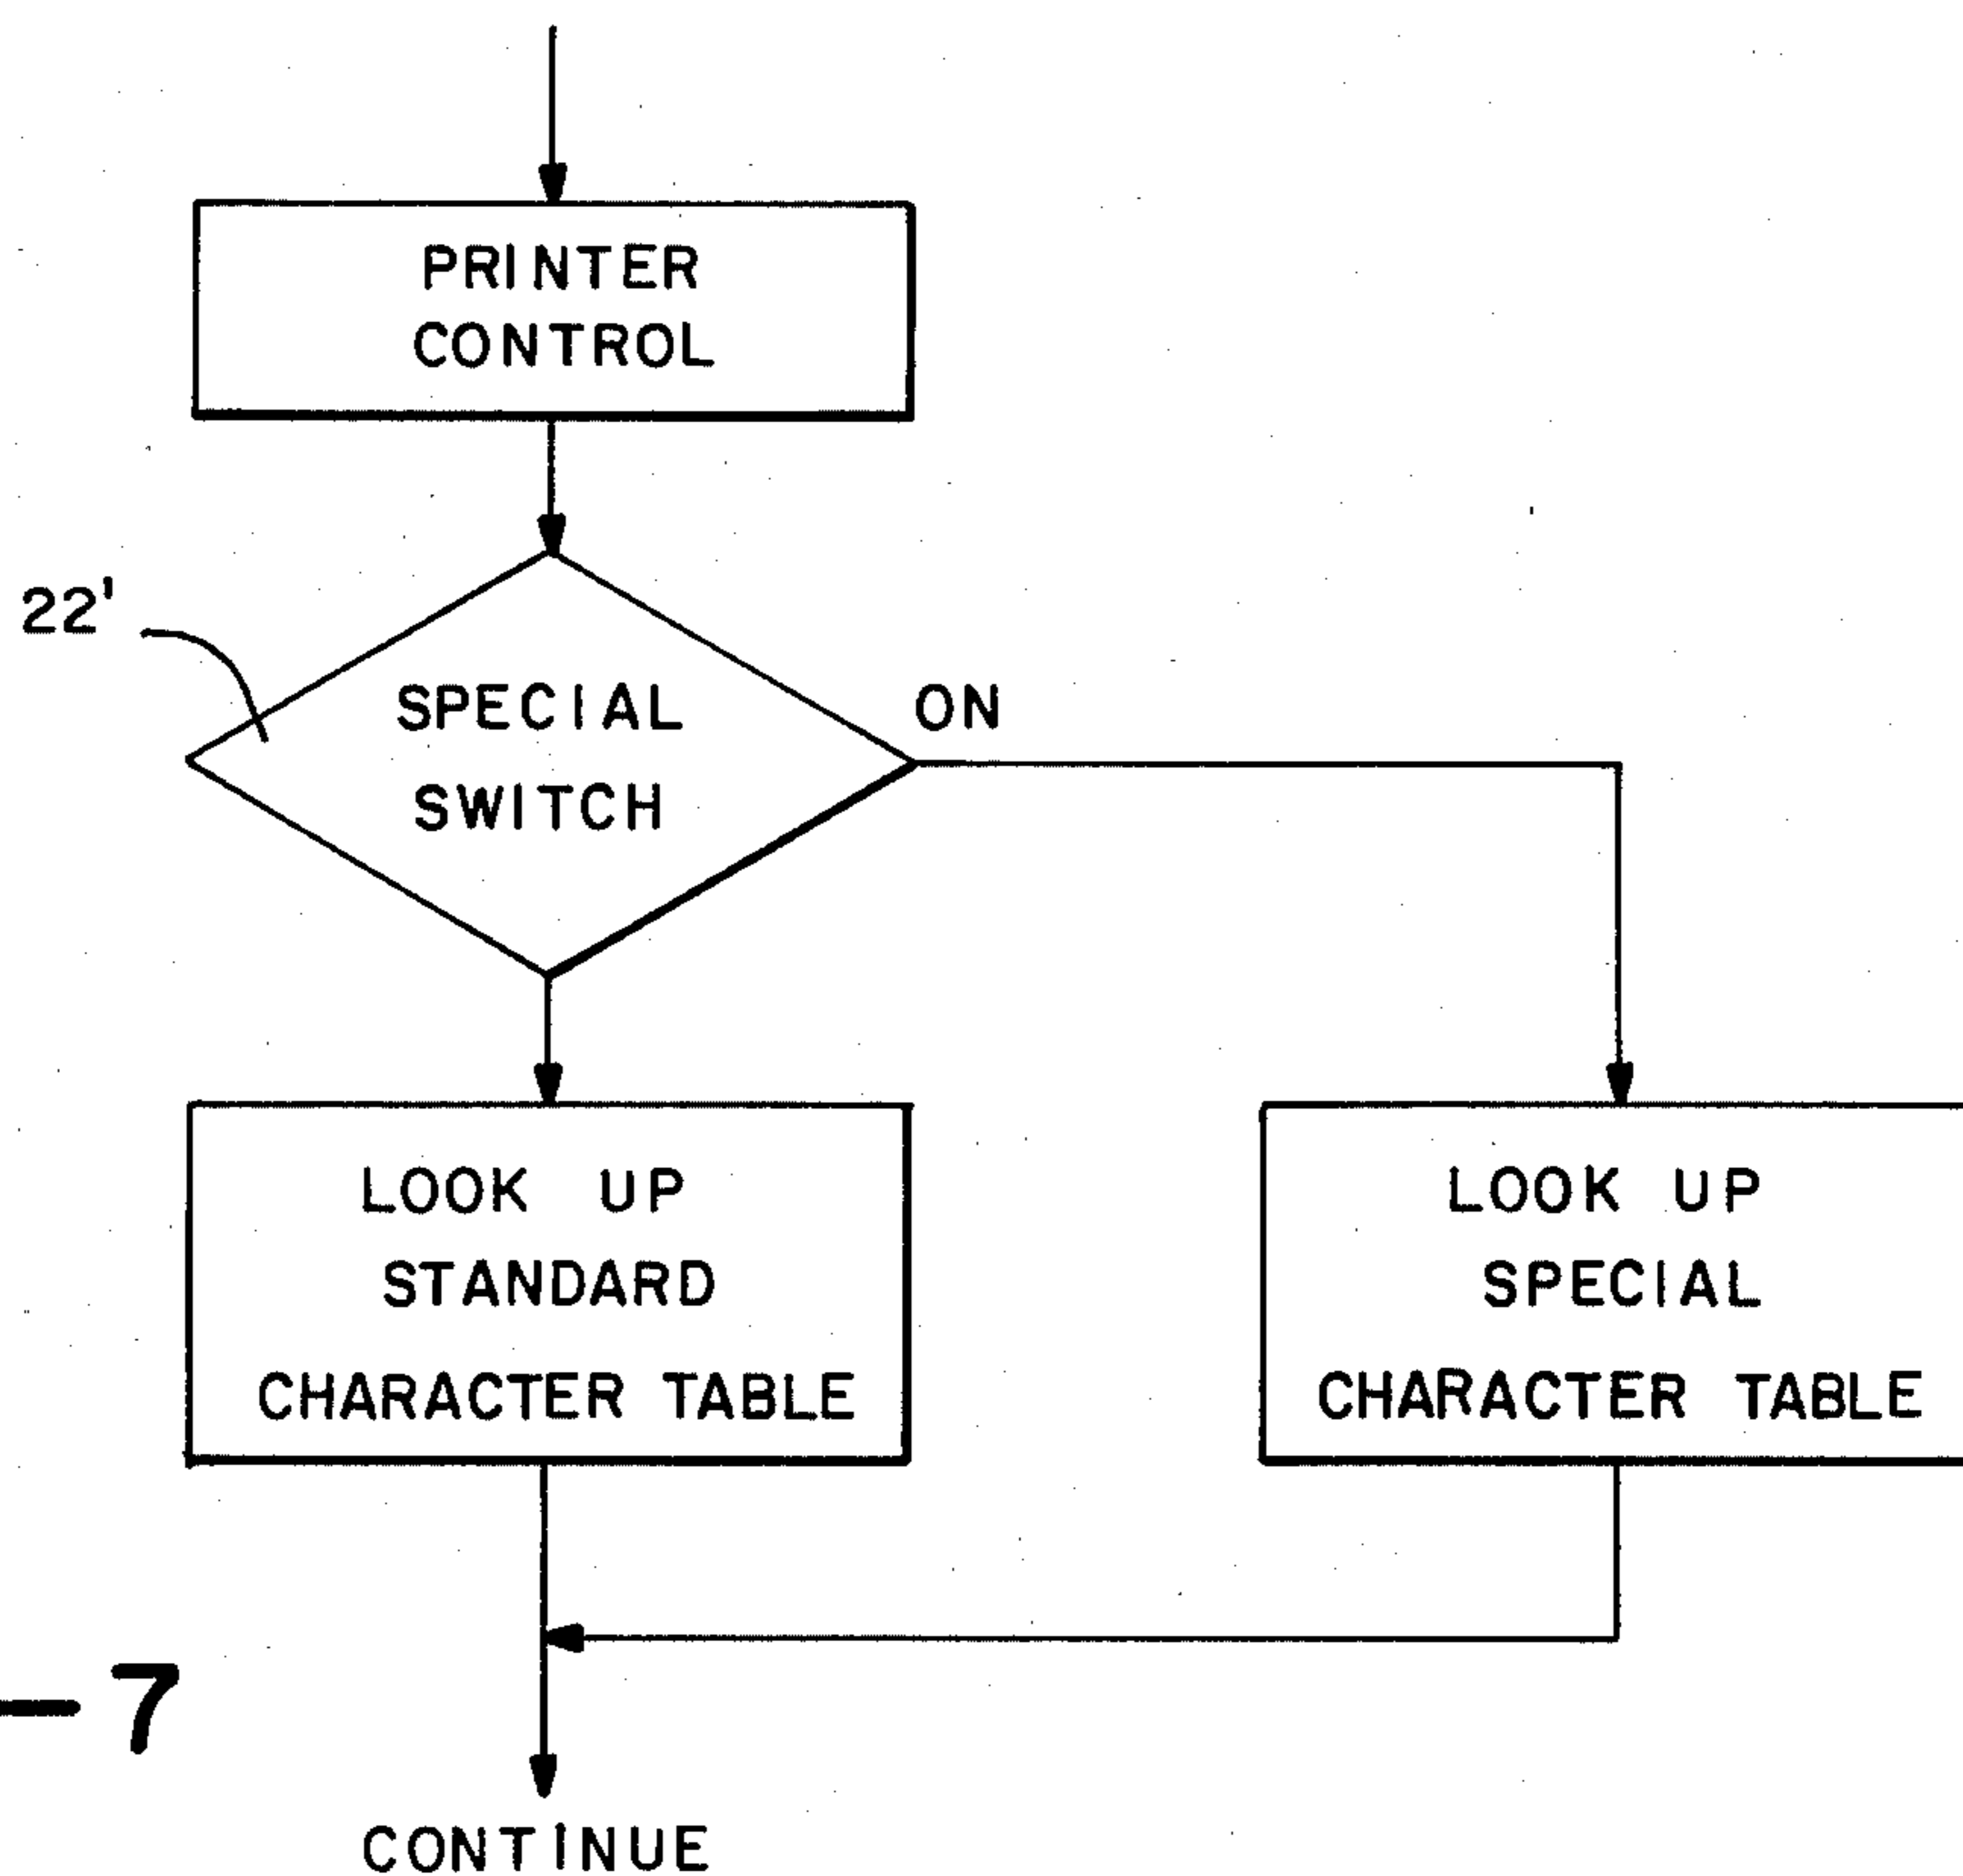 PRINTER
CONTROL
22'
SPECIAL
SWITCH
ON
LOOK UP
STANDARD
CHARACTER TABLE
LOOK UP
SPECIAL
CHARACTER TABLE
-7
CONTINUE